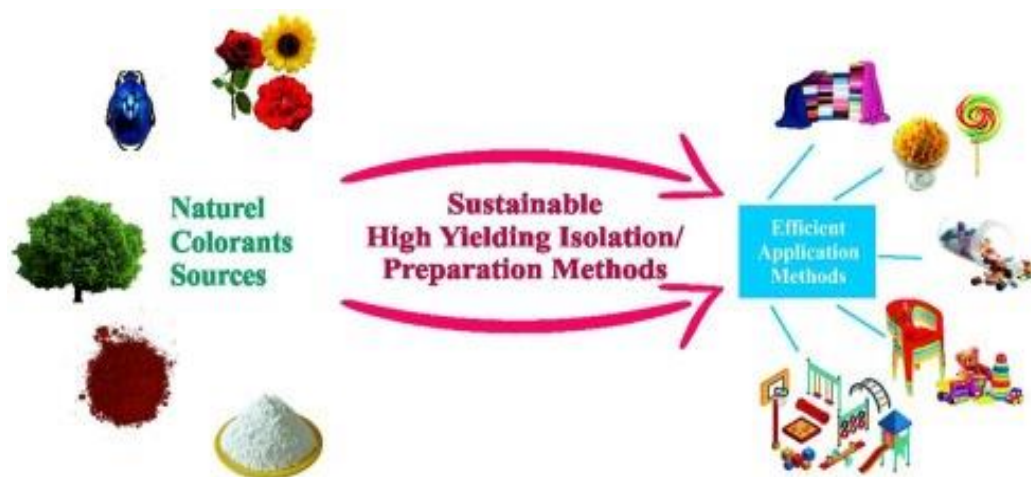 Naturel
Colorants
Sources
Sustainable
High Yielding Isolation/
Preparation Methods
Efficient
Application
Methods